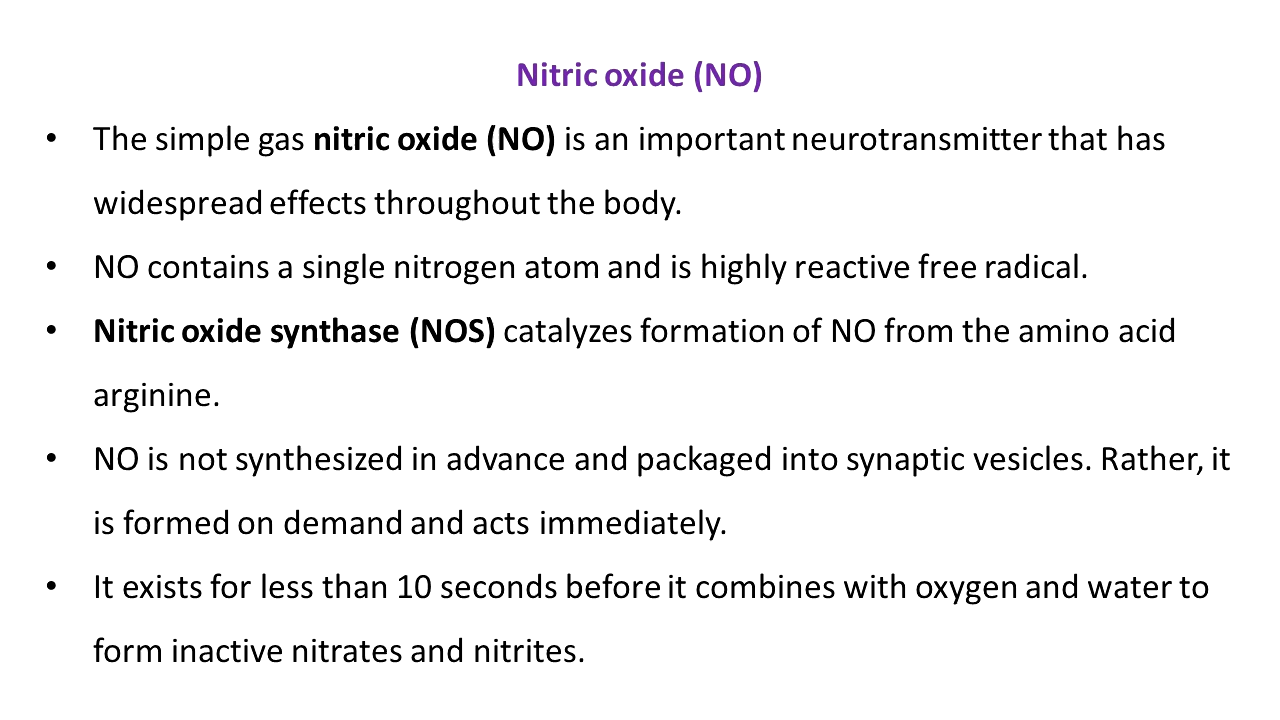 Nitric oxide (NO)
• The simple gas nitric oxide (NO) is an important neurotransmitter that has
widespread effects throughout the body.
• NO contains a single nitrogen atom and is highly reactive free radical.
• Nitric oxide synthase (NOS) catalyzes formation of NO from the amino acid
arginine.
• NO is not synthesized in advance and packaged into synaptic vesicles. Rather, it
is formed on demand and acts immediately.
• It exists for less than 10 seconds before it combines with oxygen and water to
form inactive nitrates and nitrites.